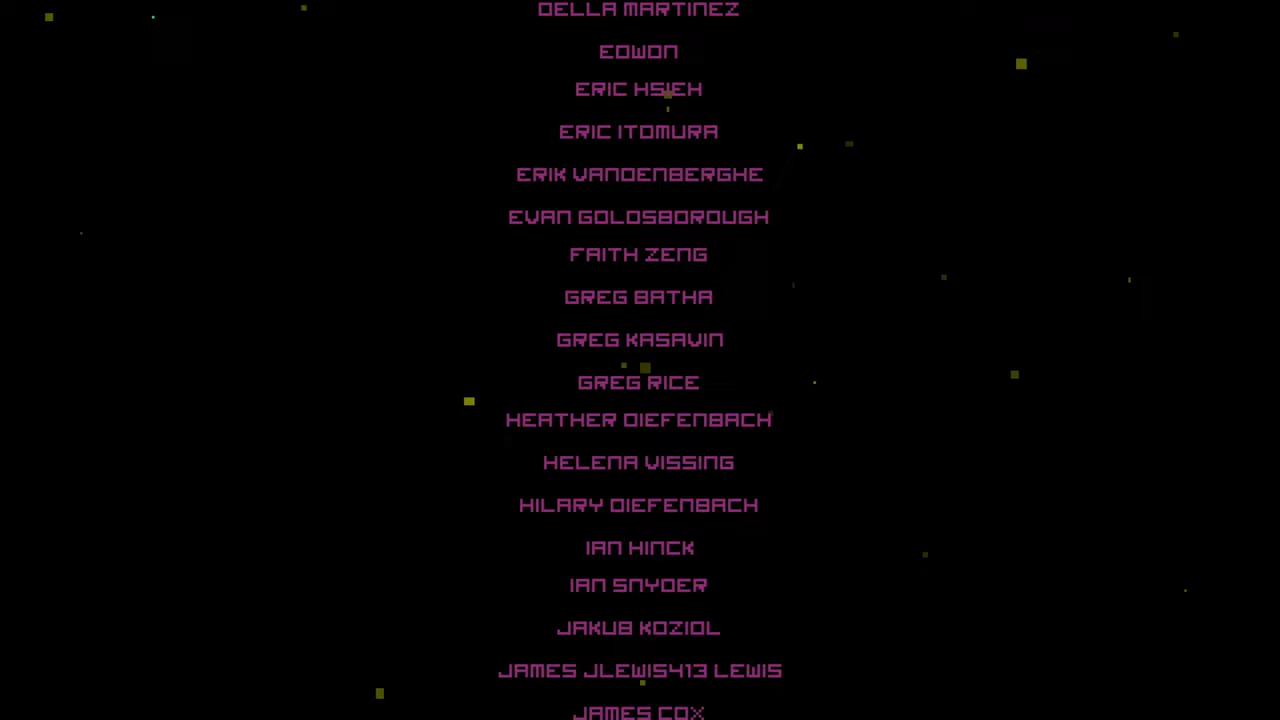 DELLA MARTINEZ
EDWON
ERIC HSIEH
ERIC ITOMURA
ERIK VANDENBERGHE
EVAN GOLDSBOROUGH
FAITH ZENG
GREG BATHA
GREG KASAVIN
GREG RICE
HEATHER DIEFENBACH
HELENA WISSING
HILARY DIEFENBACH
IAN HINCK
IAN SNYDER
JAKUB KOZIOL
JAMES JLEWIS413 LEWIS
JAMES COX